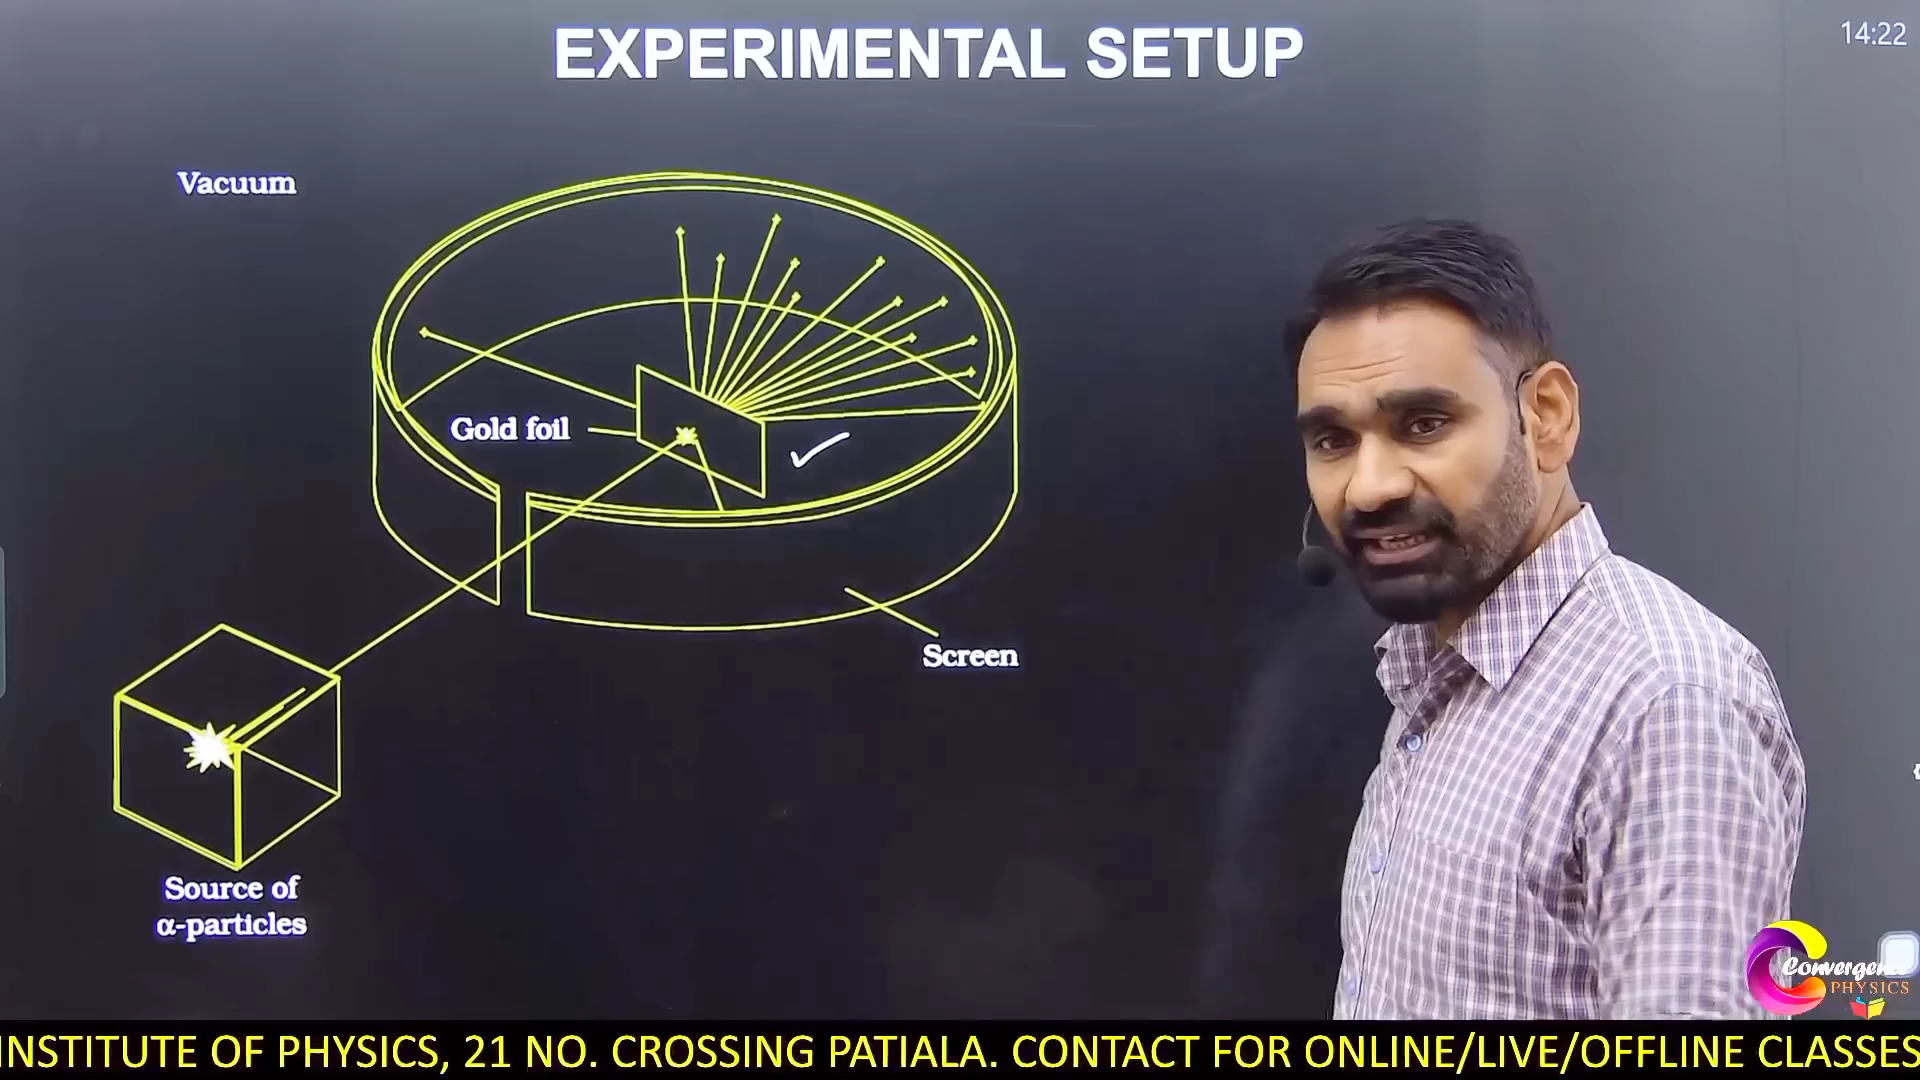 EXPERIMENTAL SETUP
14:22
Vacuum
Gold foil
Screen
Source of
α-particles
Convergence
PHYSICS
INSTITUTE OF PHYSICS, 21 NO. CROSSING PATIALA. CONTACT FOR ONLINE/LIVE/OFFLINE CLASSES